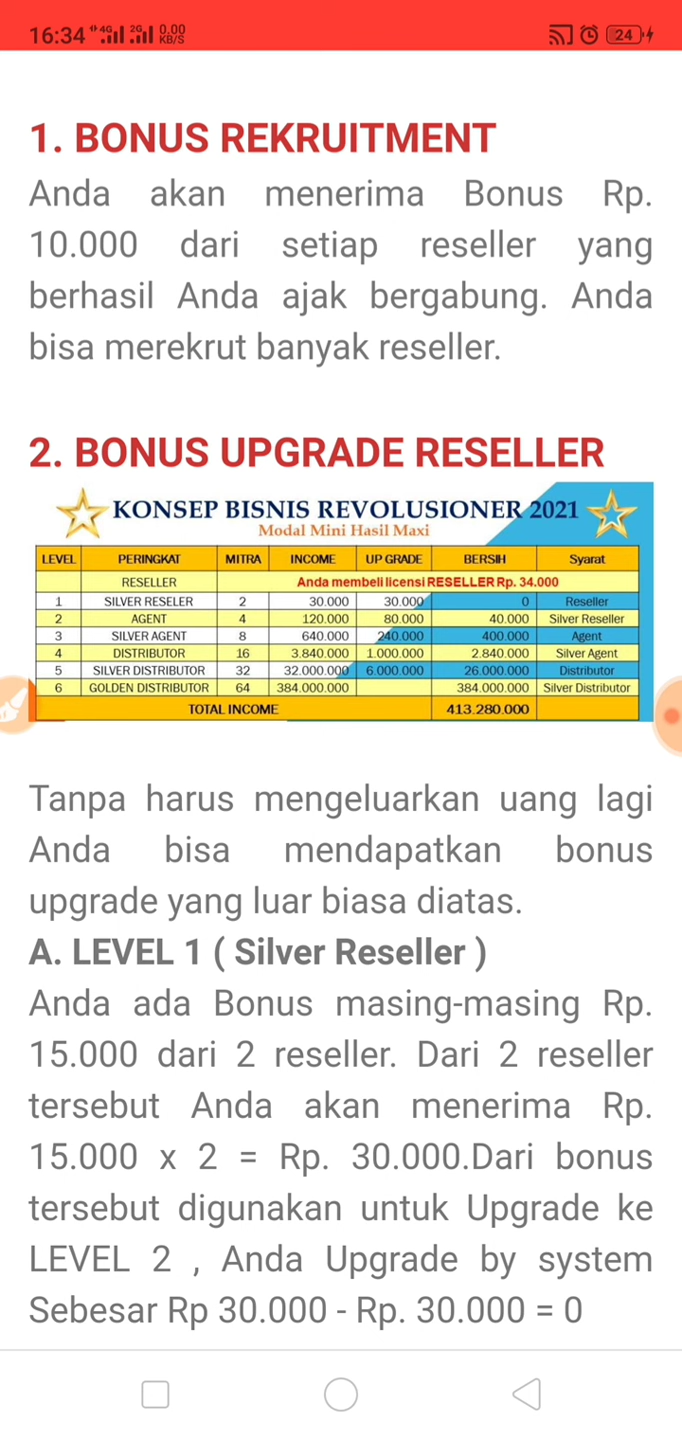 16:34 4G 2G 0.00 KB/S 24
1. BONUS REKRUITMENT
Anda akan menerima Bonus Rp.
10.000 dari setiap reseller yang
berhasil Anda ajak bergabung. Anda
bisa merekrut banyak reseller.
2. BONUS UPGRADE RESELLER
KONSEP BISNIS REVOLUSIONER 2021
Modal Mini Hasil Maxi
LEVEL PERINGKAT MITRA INCOME UP GRADE BERSIH Syarat
RESELLER Anda membeli licensi RESELLER Rp. 34.000
1 SILVER RESELER 2 30.000 30.000 0 Reseller
2 AGENT 4 120.000 80.000 40.000 Silver Reseller
3 SILVER AGENT 8 640.000 240.000 400.000 Agent
4 DISTRIBUTOR 16 3.840.000 1.000.000 2.840.000 Silver Agent
5 SILVER DISTRIBUTOR 32 32.000.000 6.000.000 26.000.000 Distributor
6 GOLDEN DISTRIBUTOR 64 384.000.000 384.000.000 Silver Distributor
TOTAL INCOME 413.280.000
Tanpa harus mengeluarkan uang lagi
Anda bisa mendapatkan bonus
upgrade yang luar biasa diatas.
A. LEVEL 1 ( Silver Reseller )
Anda ada Bonus masing-masing Rp.
15.000 dari 2 reseller. Dari 2 reseller
tersebut Anda akan menerima Rp.
15.000 x 2 = Rp. 30.000.Dari bonus
tersebut digunakan untuk Upgrade ke
LEVEL 2 , Anda Upgrade by system
Sebesar Rp 30.000 - Rp. 30.000 = 0